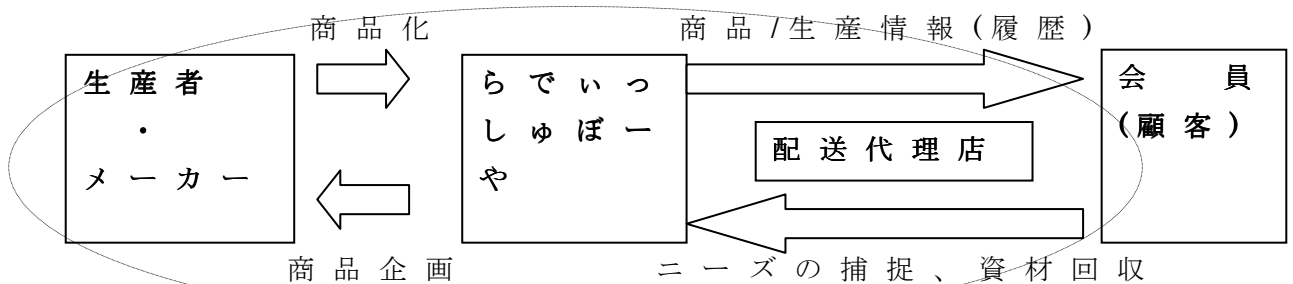 商品化
商品/生産情報(履歴)
生産者
・
メーカー
らでぃっ
しゅぼー
や
会員
(顧客)
配送代理店
商品企画
ニーズの捕捉、資材回収